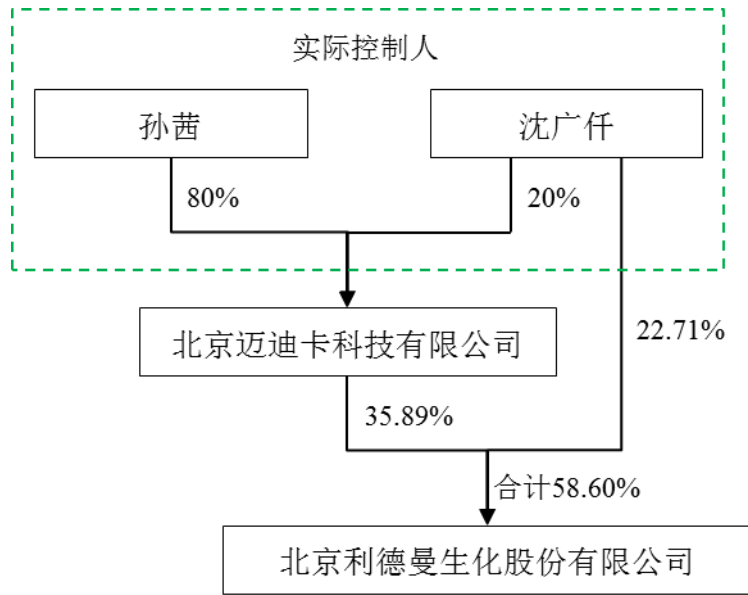 实际控制人
孙茜
沈广仟
80%
20%
北京迈迪卡科技有限公司
22.71%
35.89%
合计58.60%
北京利德曼生化股份有限公司